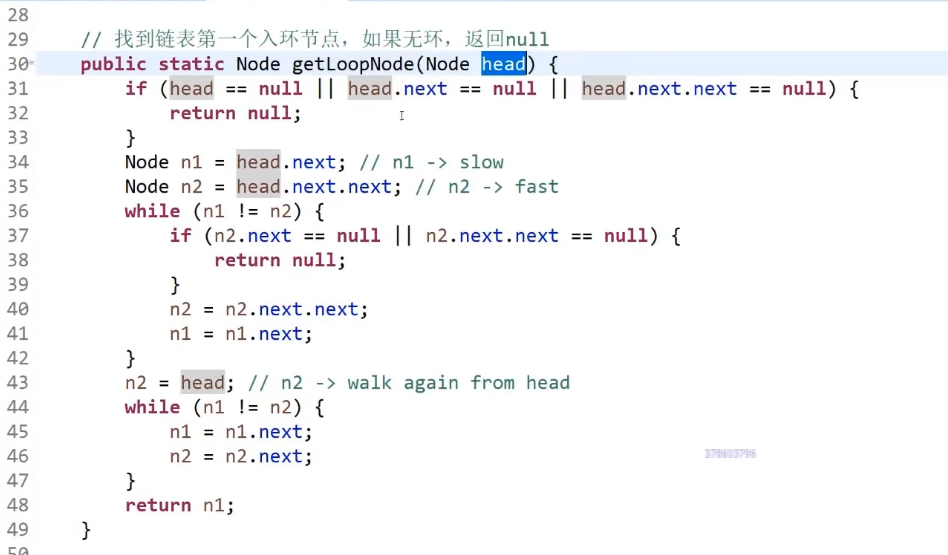 28
29 // 找到链表第一个入环节点，如果无环，返回null
30 public static Node getLoopNode(Node head) {
31 if (head == null || head.next == null || head.next.next == null) {
32 return null;
33 }
34 Node n1 = head.next; // n1 -> slow
35 Node n2 = head.next.next; // n2 -> fast
36 while (n1 != n2) {
37 if (n2.next == null || n2.next.next == null) {
38 return null;
39 }
40 n2 = n2.next.next;
41 n1 = n1.next;
42 }
43 n2 = head; // n2 -> walk again from head
44 while (n1 != n2) {
45 n1 = n1.next;
46 n2 = n2.next;
378603796
47 }
48 return n1;
49 }
50